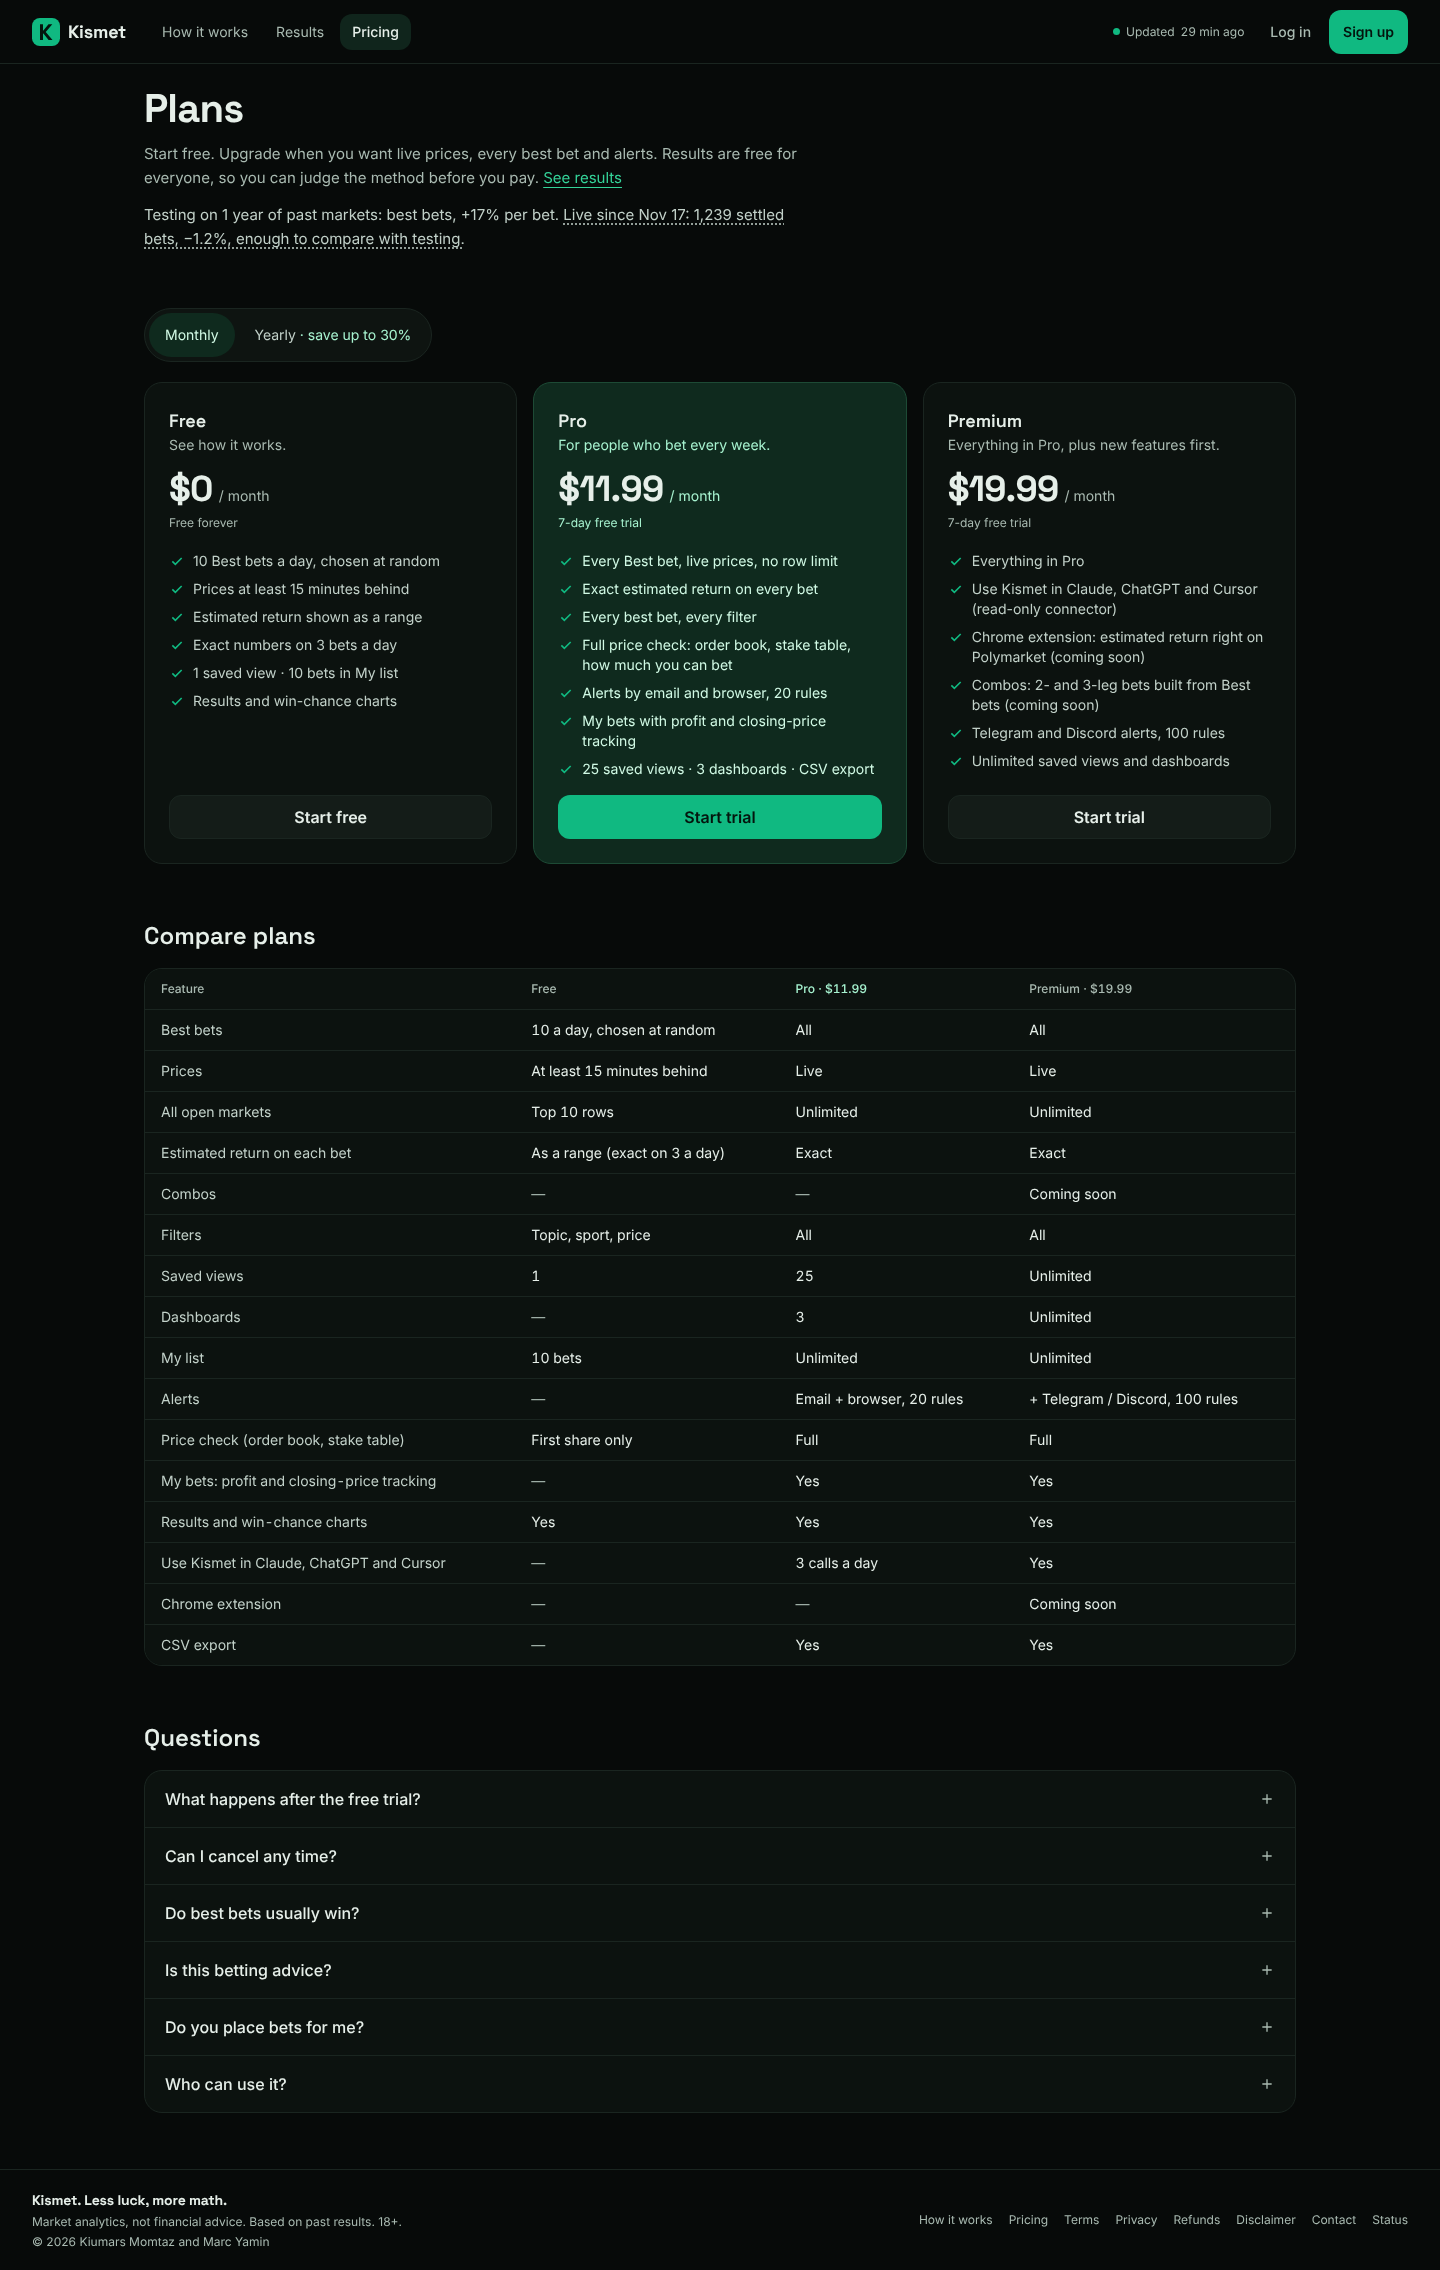 Kismet
How it works
Results
Pricing
Updated 29 min ago
Log in
Sign up
Plans
Start free. Upgrade when you want live prices, every best bet and alerts. Results are free for
everyone, so you can judge the method before you pay. See results
Testing on 1 year of past markets: best bets, +17% per bet. Live since Nov 17: 1,239 settled
bets, −1.2%, enough to compare with testing.
Monthly
Yearly · save up to 30%
Free
See how it works.
$0 / month
Free forever
10 Best bets a day, chosen at random
Prices at least 15 minutes behind
Estimated return shown as a range
Exact numbers on 3 bets a day
1 saved view · 10 bets in My list
Results and win-chance charts
Start free
Pro
For people who bet every week.
$11.99 / month
7-day free trial
Every Best bet, live prices, no row limit
Exact estimated return on every bet
Every best bet, every filter
Full price check: order book, stake table,
how much you can bet
Alerts by email and browser, 20 rules
My bets with profit and closing-price
tracking
25 saved views · 3 dashboards · CSV export
Start trial
Premium
Everything in Pro, plus new features first.
$19.99 / month
7-day free trial
Everything in Pro
Use Kismet in Claude, ChatGPT and Cursor
(read-only connector)
Chrome extension: estimated return right on
Polymarket (coming soon)
Combos: 2- and 3-leg bets built from Best
bets (coming soon)
Telegram and Discord alerts, 100 rules
Unlimited saved views and dashboards
Start trial
Compare plans
Feature Free Pro · $11.99 Premium · $19.99
Best bets 10 a day, chosen at random All All
Prices At least 15 minutes behind Live Live
All open markets Top 10 rows Unlimited Unlimited
Estimated return on each bet As a range (exact on 3 a day) Exact Exact
Combos — — Coming soon
Filters Topic, sport, price All All
Saved views 1 25 Unlimited
Dashboards — 3 Unlimited
My list 10 bets Unlimited Unlimited
Alerts — Email + browser, 20 rules + Telegram / Discord, 100 rules
Price check (order book, stake table) First share only Full Full
My bets: profit and closing-price tracking — Yes Yes
Results and win-chance charts Yes Yes Yes
Use Kismet in Claude, ChatGPT and Cursor — 3 calls a day Yes
Chrome extension — — Coming soon
CSV export — Yes Yes
Questions
What happens after the free trial? +
Can I cancel any time? +
Do best bets usually win? +
Is this betting advice? +
Do you place bets for me? +
Who can use it? +
Kismet. Less luck, more math.
Market analytics, not financial advice. Based on past results. 18+.
© 2026 Kiumars Momtaz and Marc Yamin
How it works Pricing Terms Privacy Refunds Disclaimer Contact Status